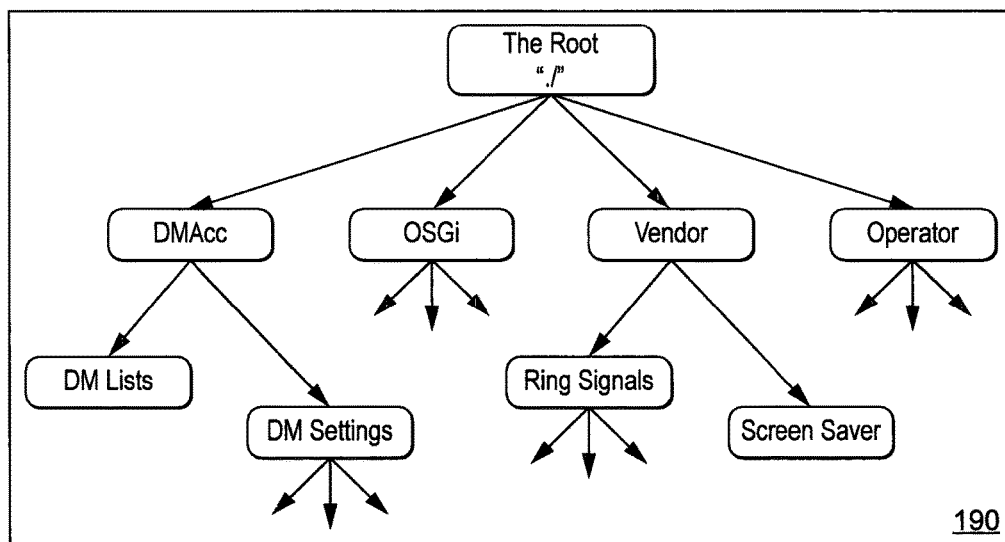 The Root
“./”
DMAcc
OSGi
Vendor
Operator
DM Lists
Ring Signals
DM Settings
Screen Saver
190